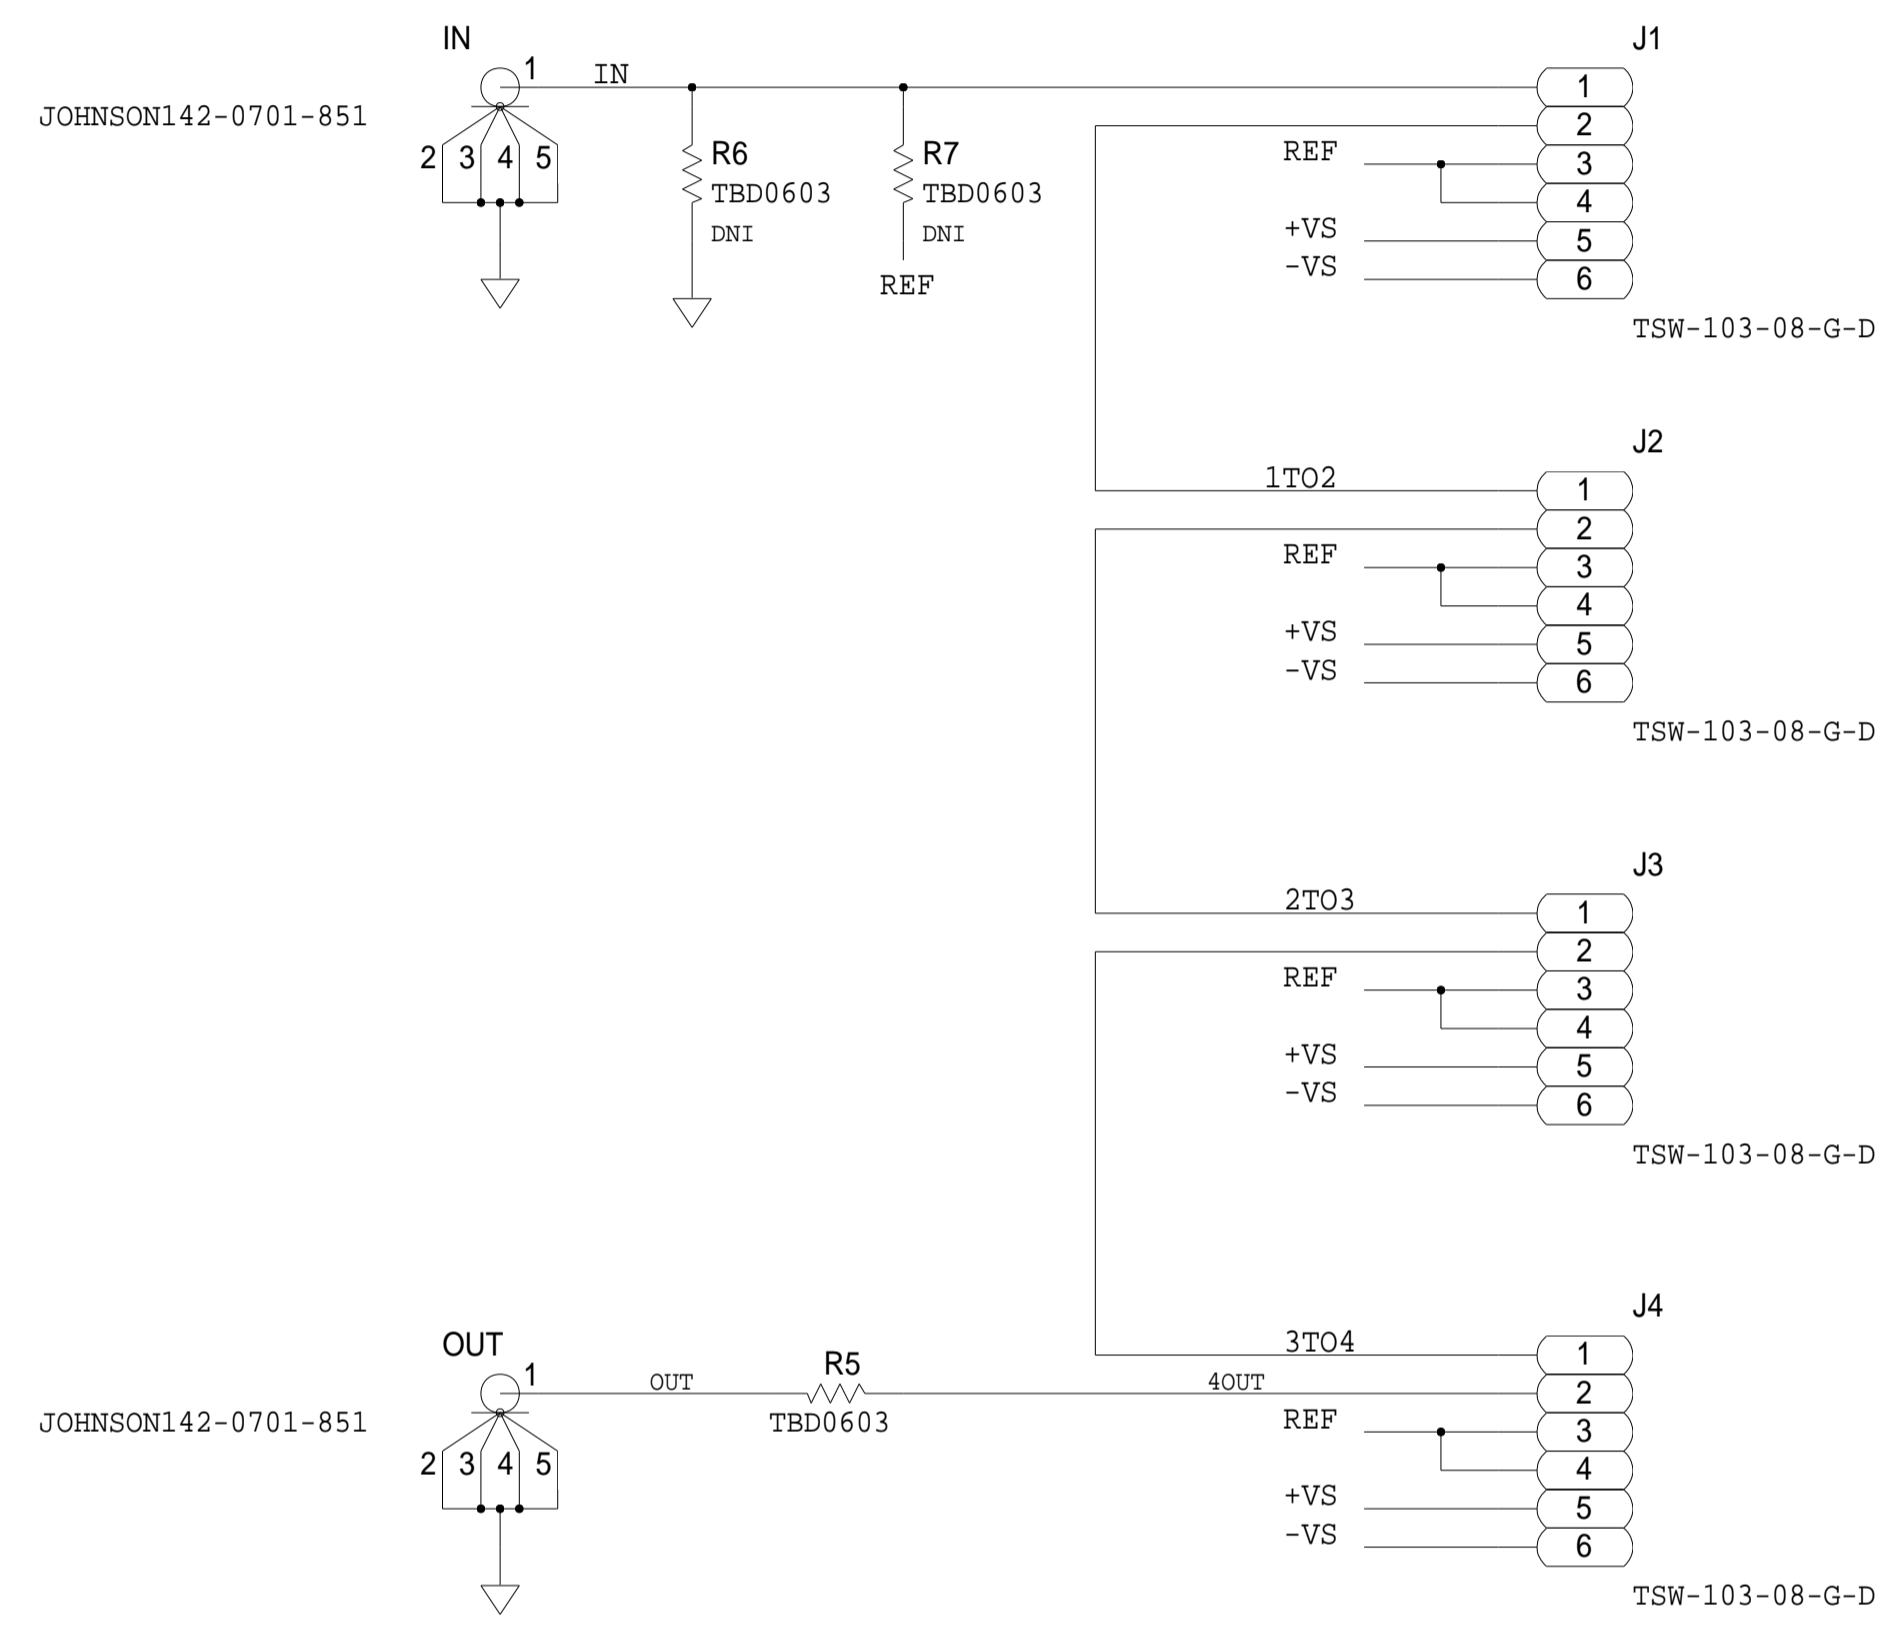 IN
J1
1
IN
1
JOHNSON142-0701-851
2
2 3 4 5
R6
R7
REF
3
TBD0603
TBD0603
4
DNI
DNI
+VS
5
-VS
6
REF
TSW-103-08-G-D
J2
1TO2
1
2
REF
3
4
+VS
5
-VS
6
TSW-103-08-G-D
J3
2TO3
1
2
REF
3
4
+VS
5
-VS
6
TSW-103-08-G-D
J4
OUT
3TO4
1
1
R5
OUT
4OUT
2
JOHNSON142-0701-851
TBD0603
REF
3
2 3 4 5
4
+VS
5
-VS
6
TSW-103-08-G-D